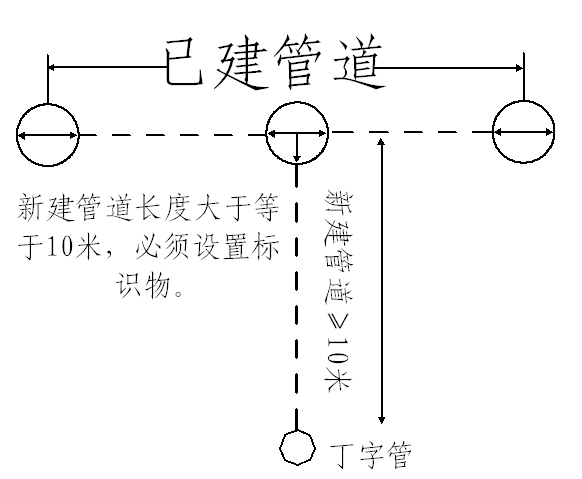 已建管道
新建管道长度大于等
于10米，必须设置标
识物。
新建管道≥10米
丁字管